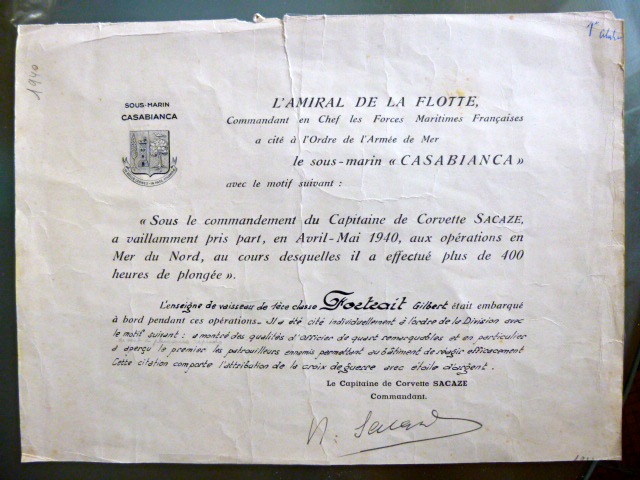 1940
SOUS-MARIN
CASABIANCA
L'AMIRAL DE LA FLOTTE,
Commandant en Chef les Forces Maritimes Françaises
a cité à l'Ordre de l'Armée de Mer
le sous-marin « CASABIANCA »
avec le motif suivant :
« Sous le commandement du Capitaine de Corvette SACAZE,
a vaillamment pris part, en Avril-Mai 1940, aux opérations en
Mer du Nord, au cours desquelles il a effectué plus de 400
heures de plongée ».
L'enseigne de vaisseau de 1ère classe Fortrait Gilbert était embarqué
à bord pendant ces opérations. Il a été cité individuellement à l'ordre de la Division avec
le motif suivant : a montré des qualités d'officier de quart remarquables et en particulier
a aperçu le premier les patrouilleurs ennemis permettant au bâtiment de réagir efficacement
Cette citation comporte l'attribution de la croix de guerre avec étoile d'argent.
Le Capitaine de Corvette SACAZE
Commandant.
Sacaze